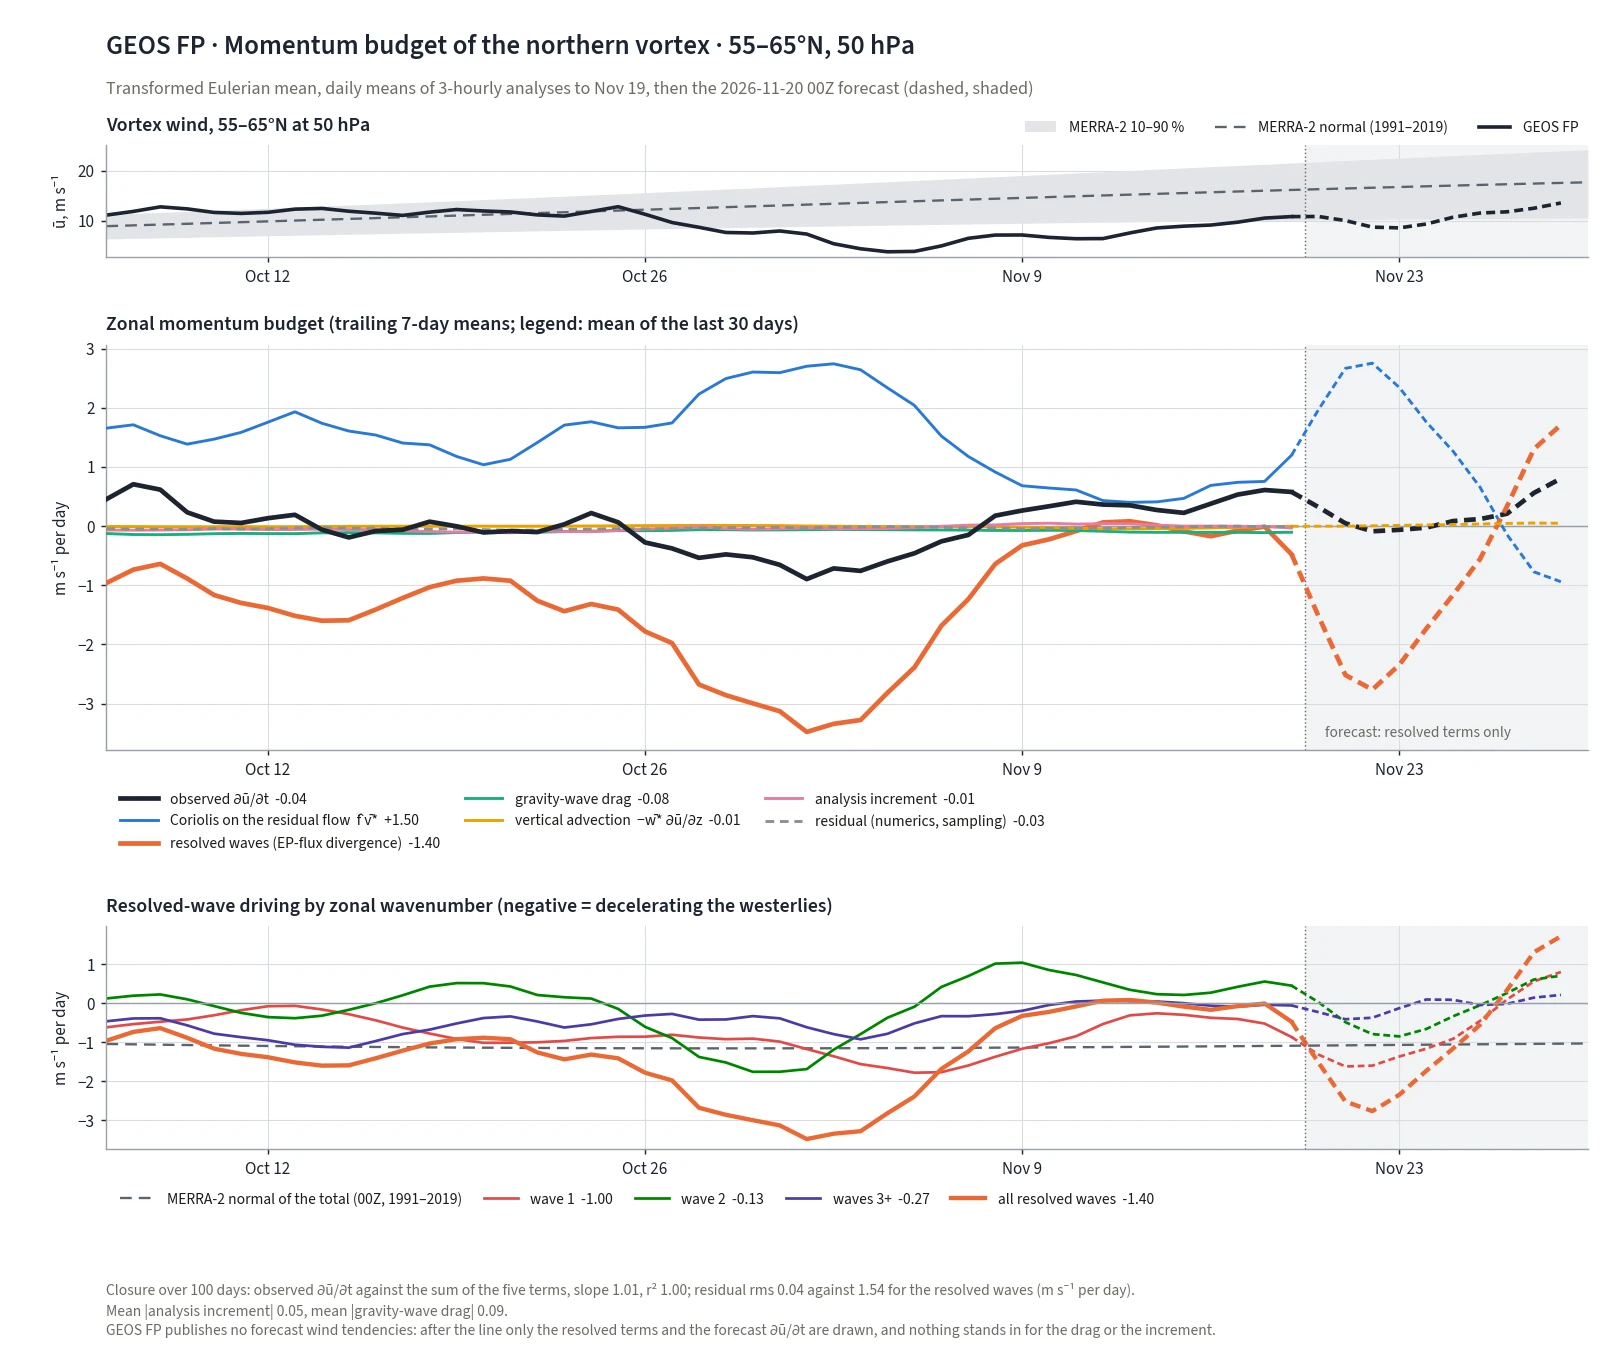 GEOS FP · Momentum budget of the northern vortex · 55–65°N, 50 hPa
Transformed Eulerian mean, daily means of 3-hourly analyses to Nov 19, then the 2026-11-20 00Z forecast (dashed, shaded)
Vortex wind, 55–65°N at 50 hPa
MERRA-2 10–90 %
MERRA-2 normal (1991–2019)
GEOS FP
ū, m s⁻¹
20
10
Oct 12
Oct 26
Nov 9
Nov 23
Zonal momentum budget (trailing 7-day means; legend: mean of the last 30 days)
m s⁻¹ per day
3
2
1
0
−1
−2
−3
forecast: resolved terms only
Oct 12
Oct 26
Nov 9
Nov 23
observed ∂ū/∂t -0.04
Coriolis on the residual flow f v̄* +1.50
resolved waves (EP-flux divergence) -1.40
gravity-wave drag -0.08
vertical advection −w̄* ∂ū/∂z -0.01
analysis increment -0.01
residual (numerics, sampling) -0.03
Resolved-wave driving by zonal wavenumber (negative = decelerating the westerlies)
m s⁻¹ per day
1
0
−1
−2
−3
Oct 12
Oct 26
Nov 9
Nov 23
MERRA-2 normal of the total (00Z, 1991–2019)
wave 1 -1.00
wave 2 -0.13
waves 3+ -0.27
all resolved waves -1.40
Closure over 100 days: observed ∂ū/∂t against the sum of the five terms, slope 1.01, r² 1.00; residual rms 0.04 against 1.54 for the resolved waves (m s⁻¹ per day).
Mean |analysis increment| 0.05, mean |gravity-wave drag| 0.09.
GEOS FP publishes no forecast wind tendencies: after the line only the resolved terms and the forecast ∂ū/∂t are drawn, and nothing stands in for the drag or the increment.